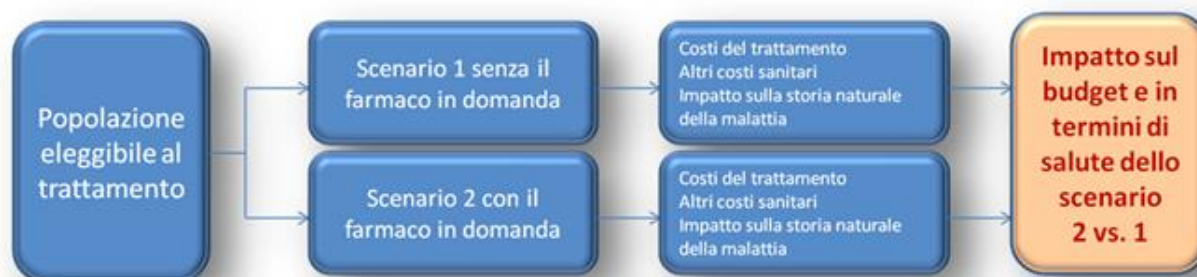 Popolazione
eleggibile al
trattamento
Scenario 1 senza il
farmaco in domanda
Costi del trattamento
Altri costi sanitari
Impatto sulla storia naturale
della malattia
Scenario 2 con il
farmaco in domanda
Costi del trattamento
Altri costi sanitari
Impatto sulla storia naturale
della malattia
Impatto sul
budget e in
termini di
salute dello
scenario
2 vs. 1